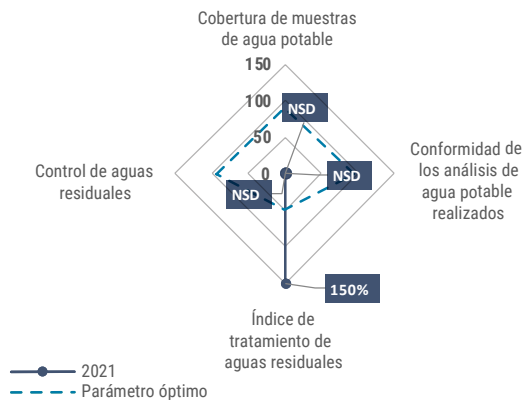 Cobertura de muestras
de agua potable
150
100
50
0
NSD
NSD
NSD
150%
Control de aguas
residuales
Conformidad de
los análisis de
agua potable
realizados
Índice de
tratamiento de
aguas residuales
2021
Parámetro óptimo